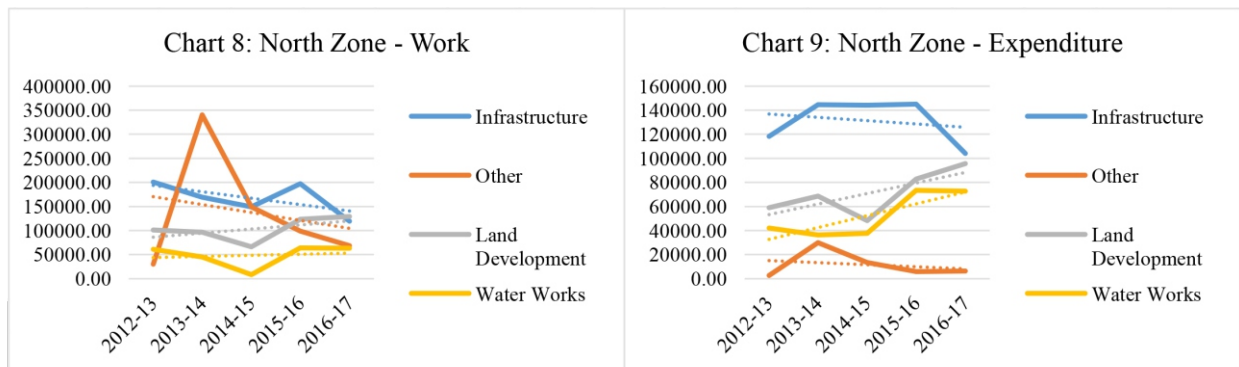 Chart 8: North Zone - Work
400000.00
350000.00
300000.00
250000.00
200000.00
150000.00
100000.00
50000.00
0.00
2012-13
2013-14
2014-15
2015-16
2016-17
Infrastructure
Other
Land
Development
Water Works
Chart 9: North Zone - Expenditure
160000.00
140000.00
120000.00
100000.00
80000.00
60000.00
40000.00
20000.00
0.00
2012-13
2013-14
2014-15
2015-16
2016-17
Infrastructure
Other
Land
Development
Water Works